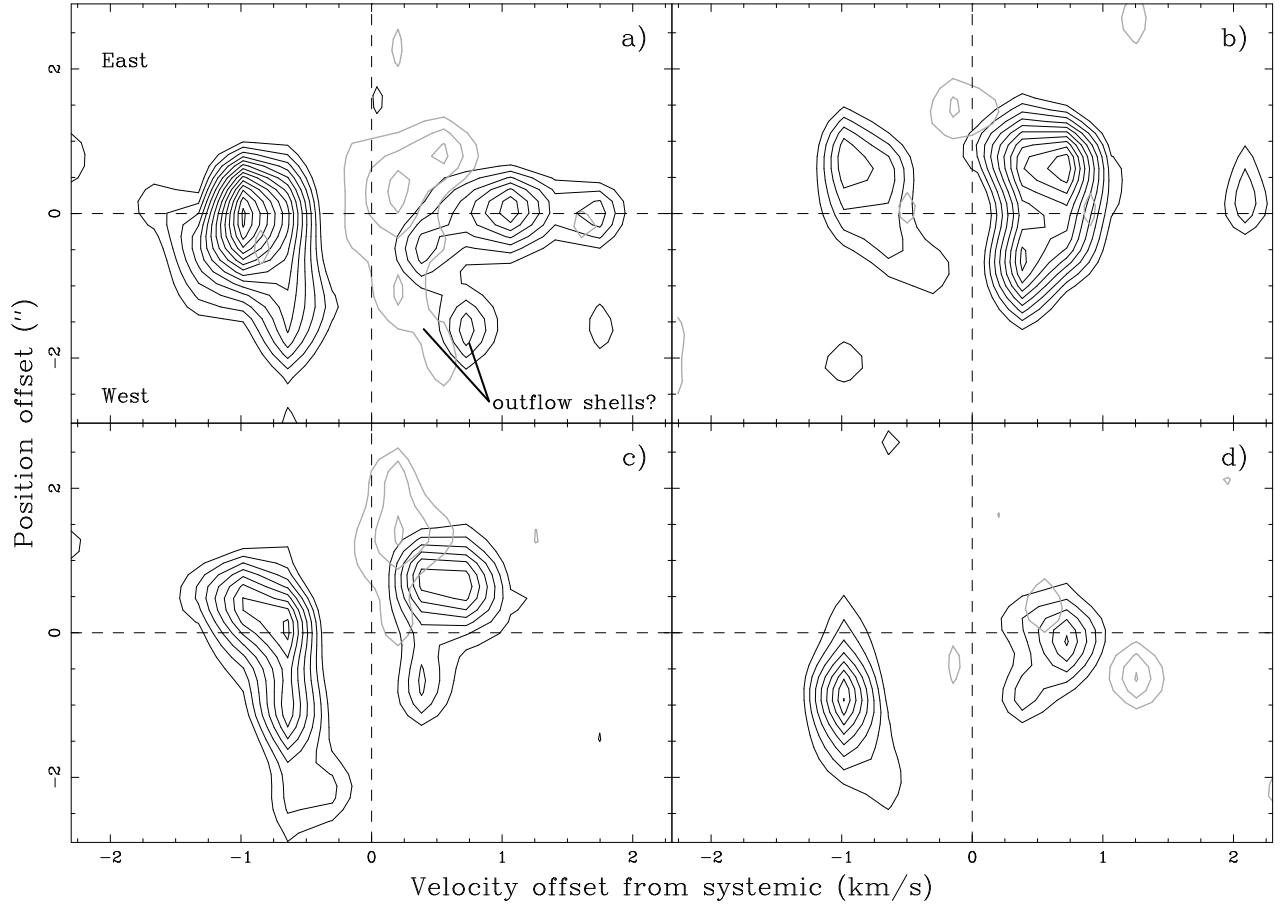 a)
b)
East
2
0
-2
West
outflow shells?
c)
d)
2
0
-2
Position offset (″)
-2 -1 0 1 2 -2 -1 0 1 2
Velocity offset from systemic (km/s)